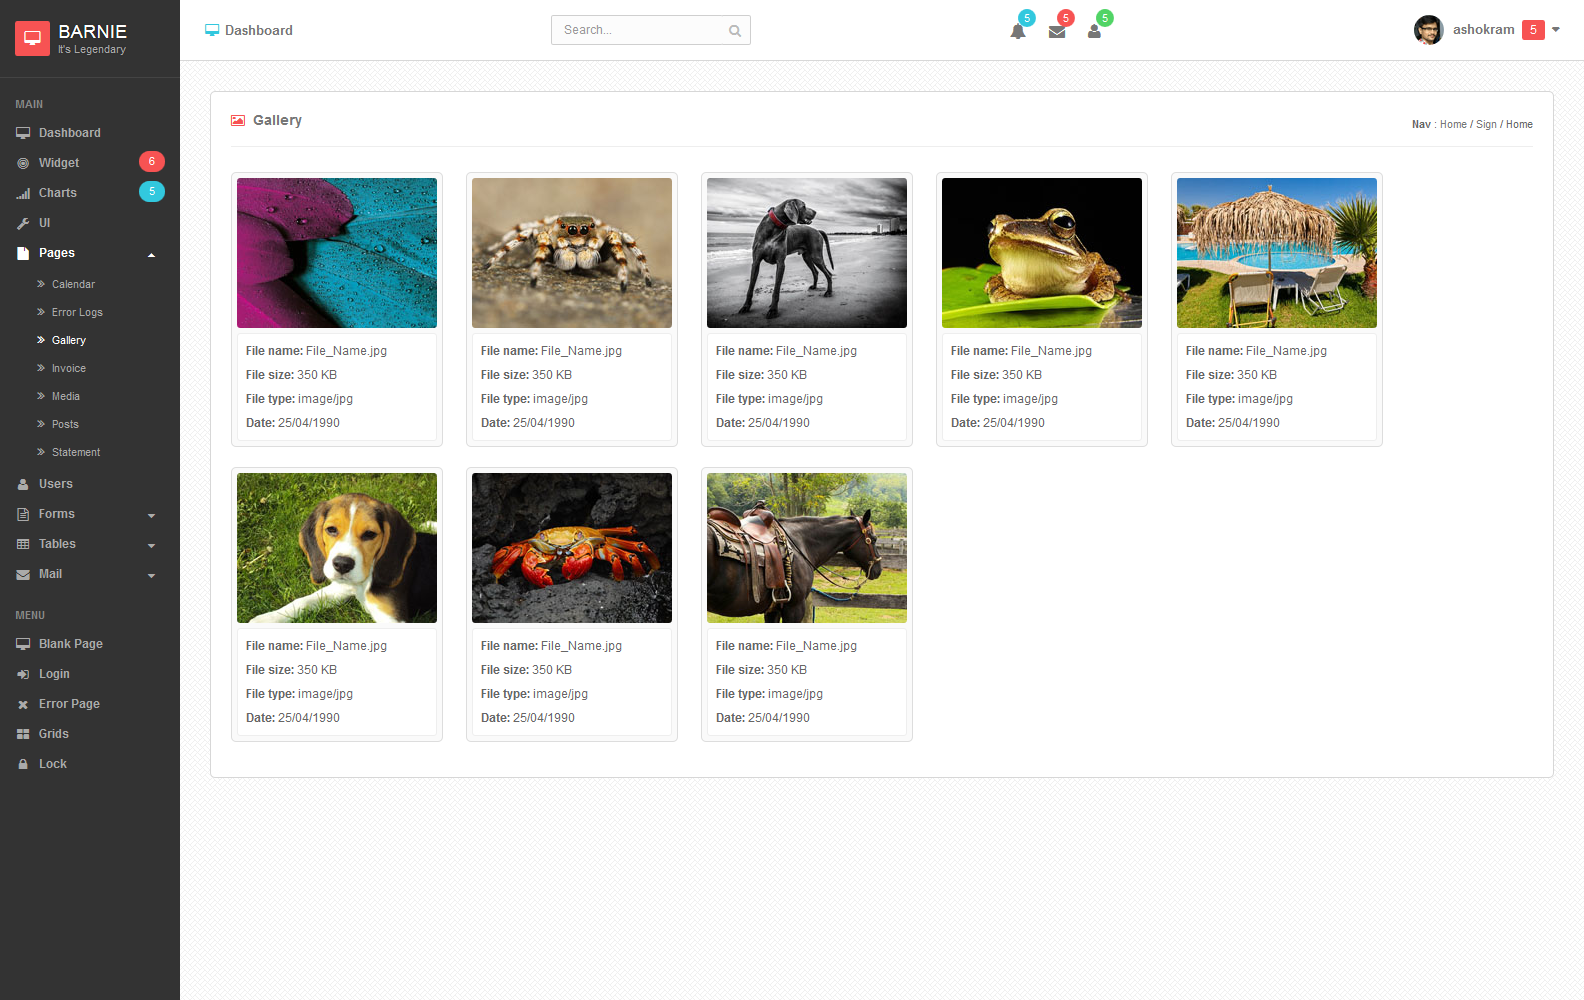 BARNIE
It's Legendary
Dashboard
Search...
5
5
5
ashokram 5
MAIN
Dashboard
Widget 6
Charts 5
UI
Pages
Calendar
Error Logs
Gallery
Invoice
Media
Posts
Statement
Users
Forms
Tables
Mail
MENU
Blank Page
Login
Error Page
Grids
Lock
Gallery
Nav : Home / Sign / Home
File name: File_Name.jpg
File size: 350 KB
File type: image/jpg
Date: 25/04/1990
File name: File_Name.jpg
File size: 350 KB
File type: image/jpg
Date: 25/04/1990
File name: File_Name.jpg
File size: 350 KB
File type: image/jpg
Date: 25/04/1990
File name: File_Name.jpg
File size: 350 KB
File type: image/jpg
Date: 25/04/1990
File name: File_Name.jpg
File size: 350 KB
File type: image/jpg
Date: 25/04/1990
File name: File_Name.jpg
File size: 350 KB
File type: image/jpg
Date: 25/04/1990
File name: File_Name.jpg
File size: 350 KB
File type: image/jpg
Date: 25/04/1990
File name: File_Name.jpg
File size: 350 KB
File type: image/jpg
Date: 25/04/1990